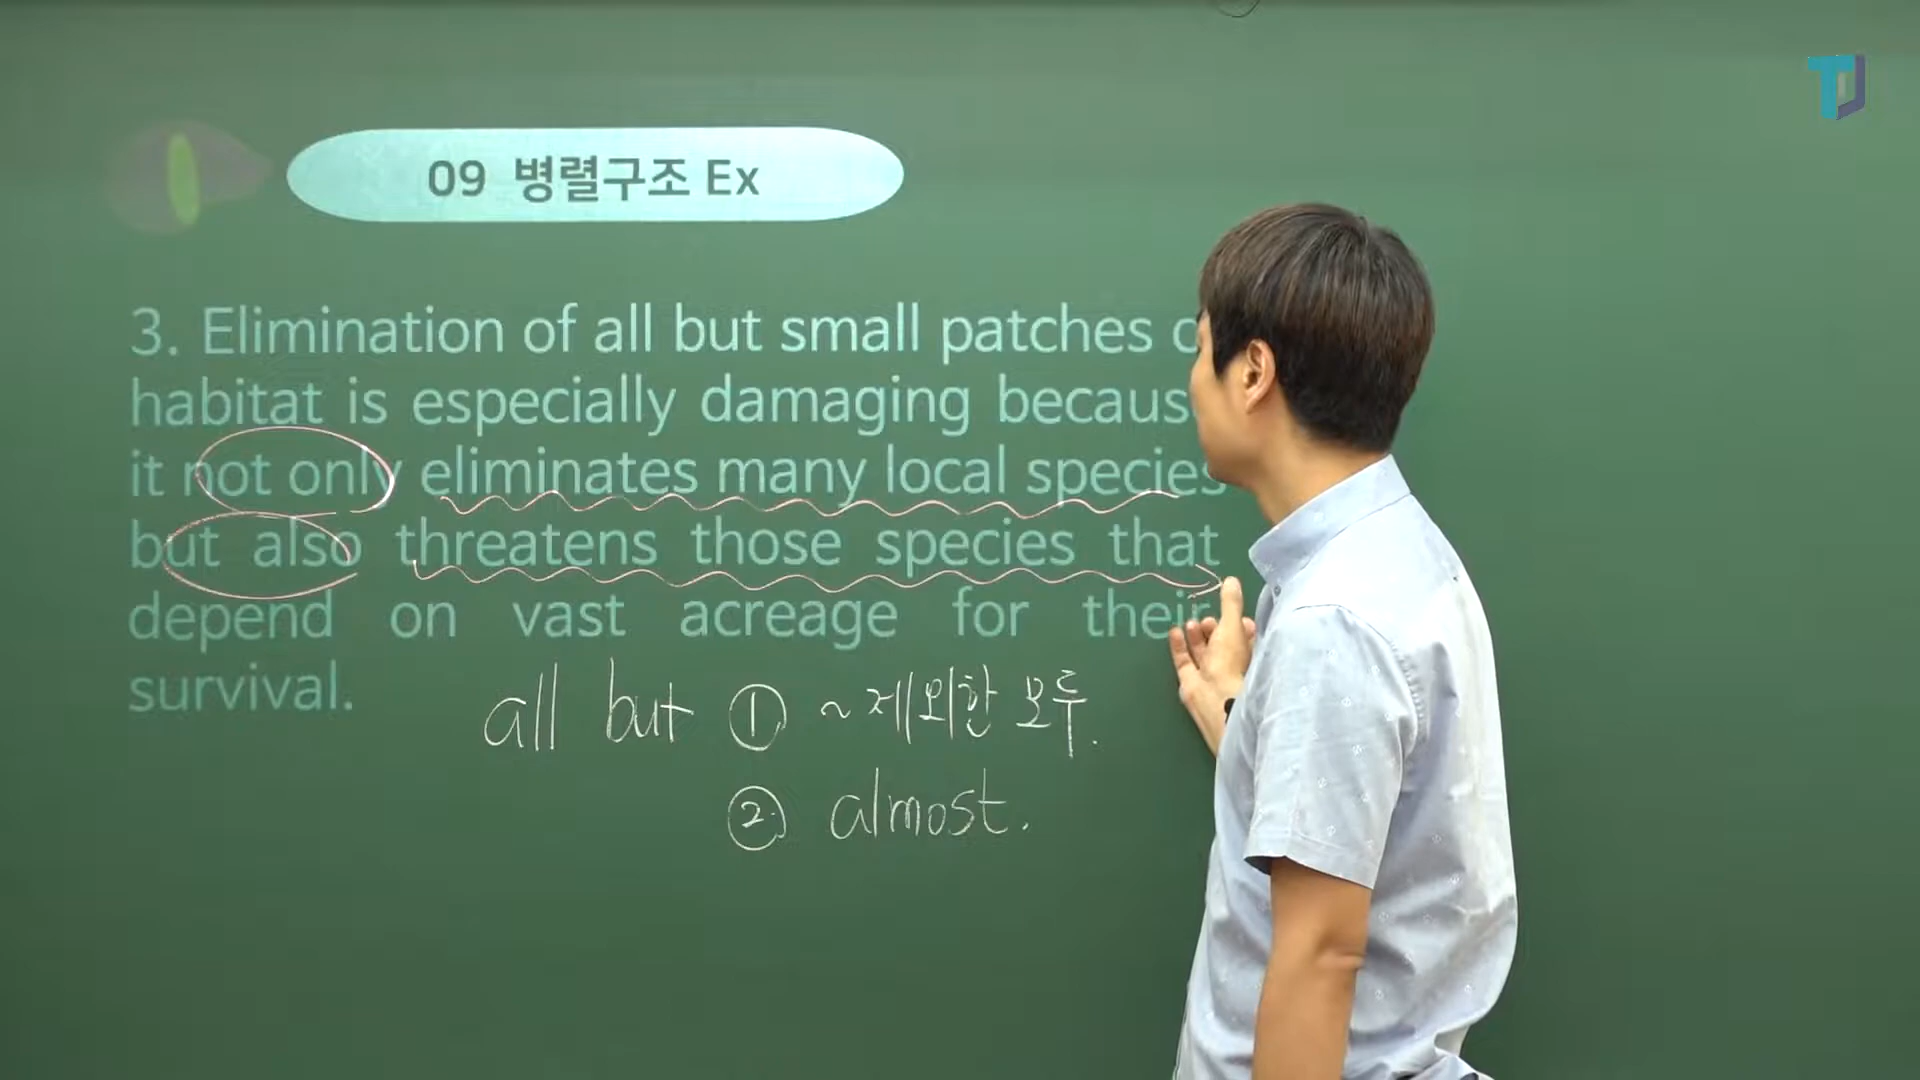 09 병렬구조 Ex
3. Elimination of all but small patches
habitat is especially damaging
it not only eliminates many local species
but also threatens those species that
depend on vast acreage for their
survival.
all but ① ~제외한 모두.
② almost.